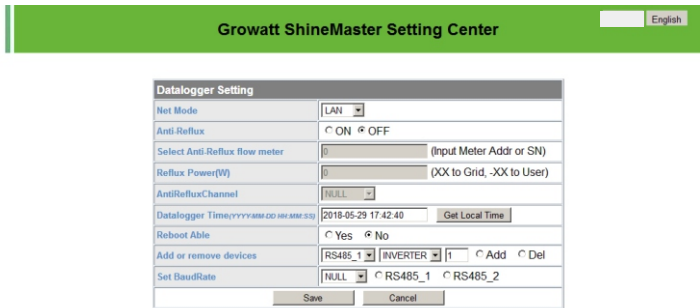 Growatt ShineMaster Setting Center
English
Datalogger Setting
Net Mode LAN
Anti-Reflux ON OFF
Select Anti-Reflux flow meter 0 (Input Meter Addr or SN)
Reflux Power(W) 0 (XX to Grid, -XX to User)
AntiRefluxChannel NULL
Datalogger Time(YYYY-MM-DD HH:MM:SS) 2018-05-29 17:42:40 Get Local Time
Reboot Able Yes No
Add or remove devices RS485_1 INVERTER 1 Add Del
Set BaudRate NULL RS485_1 RS485_2
Save Cancel